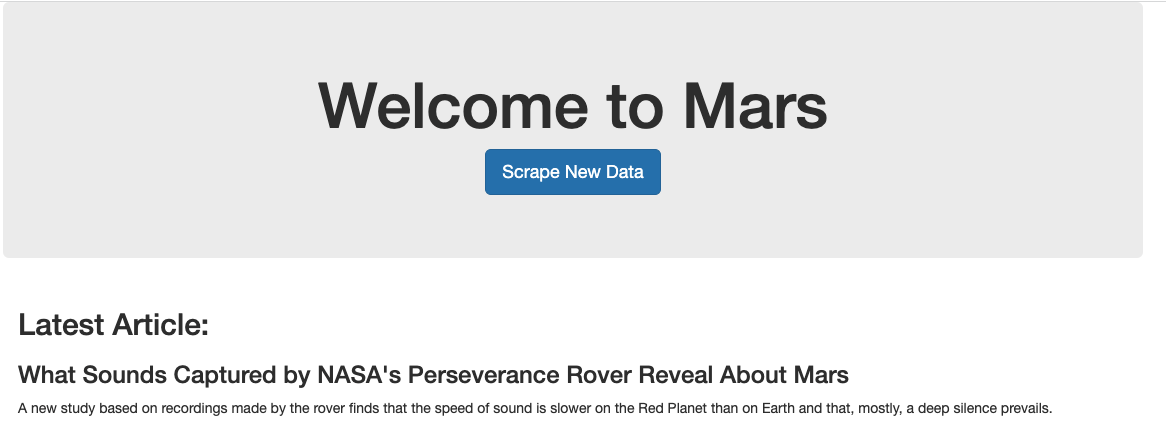 Welcome to Mars
Scrape New Data
Latest Article:
What Sounds Captured by NASA's Perseverance Rover Reveal About Mars
A new study based on recordings made by the rover finds that the speed of sound is slower on the Red Planet than on Earth and that, mostly, a deep silence prevails.